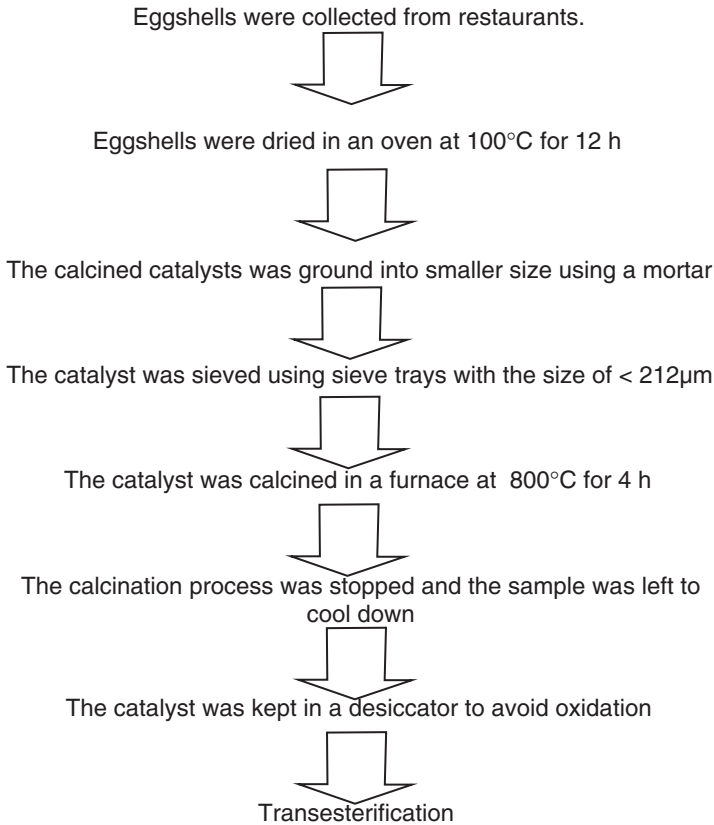 Eggshells were collected from restaurants.
Eggshells were dried in an oven at 100°C for 12 h
The calcined catalysts was ground into smaller size using a mortar
The catalyst was sieved using sieve trays with the size of < 212μm
The catalyst was calcined in a furnace at 800°C for 4 h
The calcination process was stopped and the sample was left to
cool down
The catalyst was kept in a desiccator to avoid oxidation
Transesterification